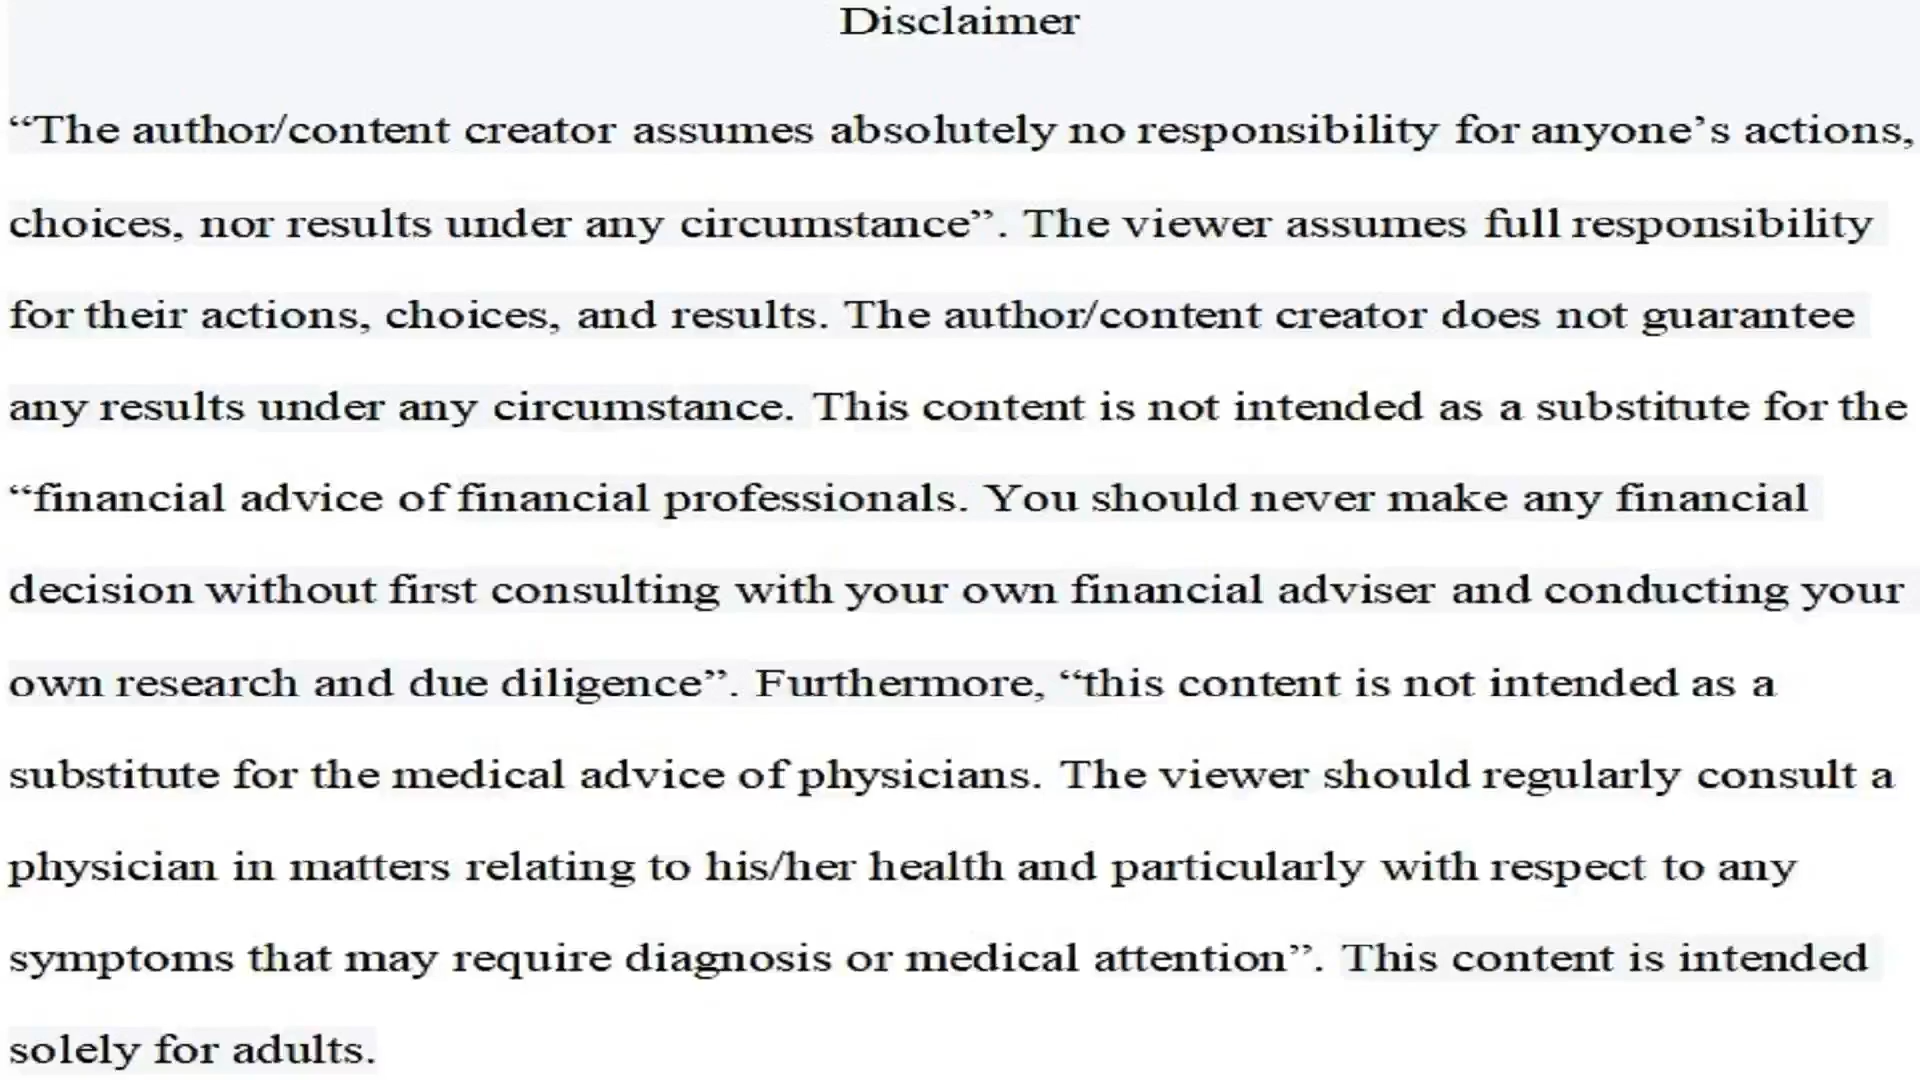 Disclaimer
“The author/content creator assumes absolutely no responsibility for anyone’s actions,
choices, nor results under any circumstance”. The viewer assumes full responsibility
for their actions, choices, and results. The author/content creator does not guarantee
any results under any circumstance. This content is not intended as a substitute for the
“financial advice of financial professionals. You should never make any financial
decision without first consulting with your own financial adviser and conducting your
own research and due diligence”. Furthermore, “this content is not intended as a
substitute for the medical advice of physicians. The viewer should regularly consult a
physician in matters relating to his/her health and particularly with respect to any
symptoms that may require diagnosis or medical attention”. This content is intended
solely for adults.